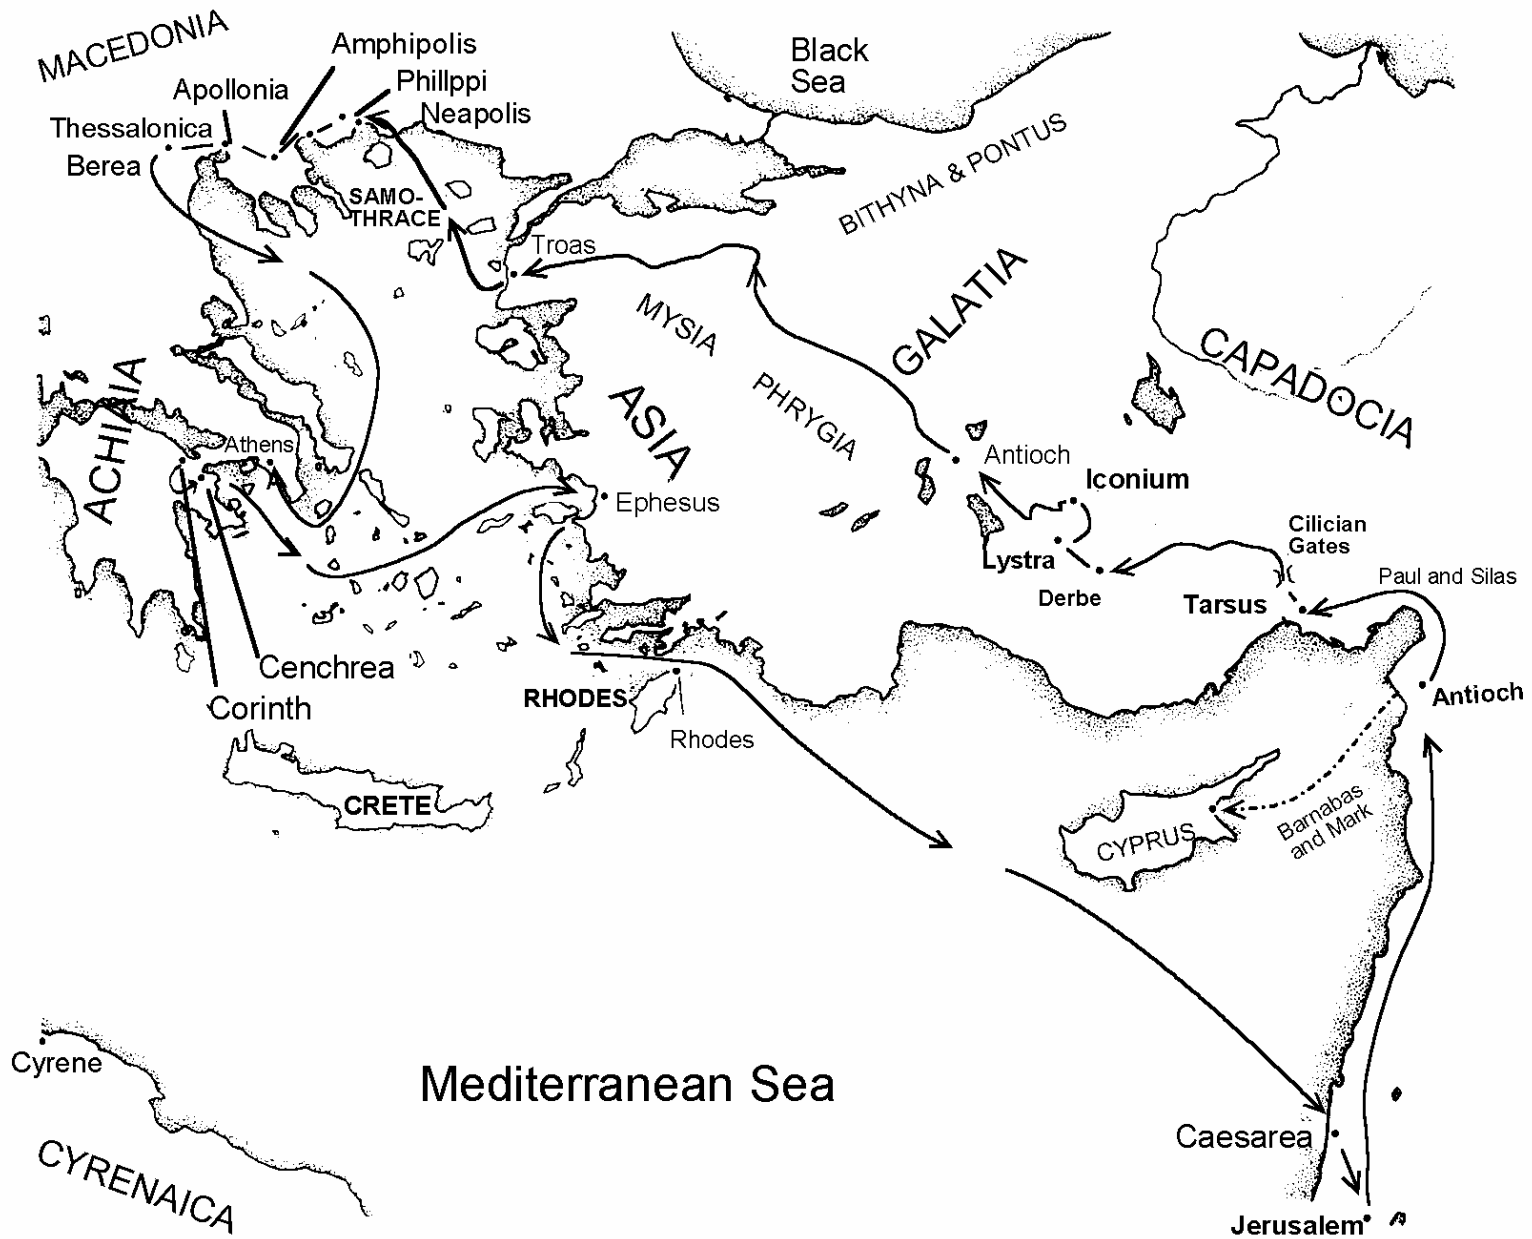 MACEDONIA
Amphipolis
Phillppi
Apollonia
Neapolis
Thessalonica
Berea
Black
Sea
BITHYNA & PONTUS
SAMO-
THRACE
Troas
MYSIA
GALATIA
CAPADOCIA
PHRYGIA
ASIA
ACHIAIA
Athens
Antioch
Iconium
Ephesus
Cilician
Gates
Lystra
Derbe
Tarsus
Paul and Silas
Cenchrea
Corinth
RHODES
Antioch
Rhodes
CRETE
CYPRUS
Barnabas
and Mark
Cyrene
Mediterranean Sea
CYRENAICA
Caesarea
Jerusalem